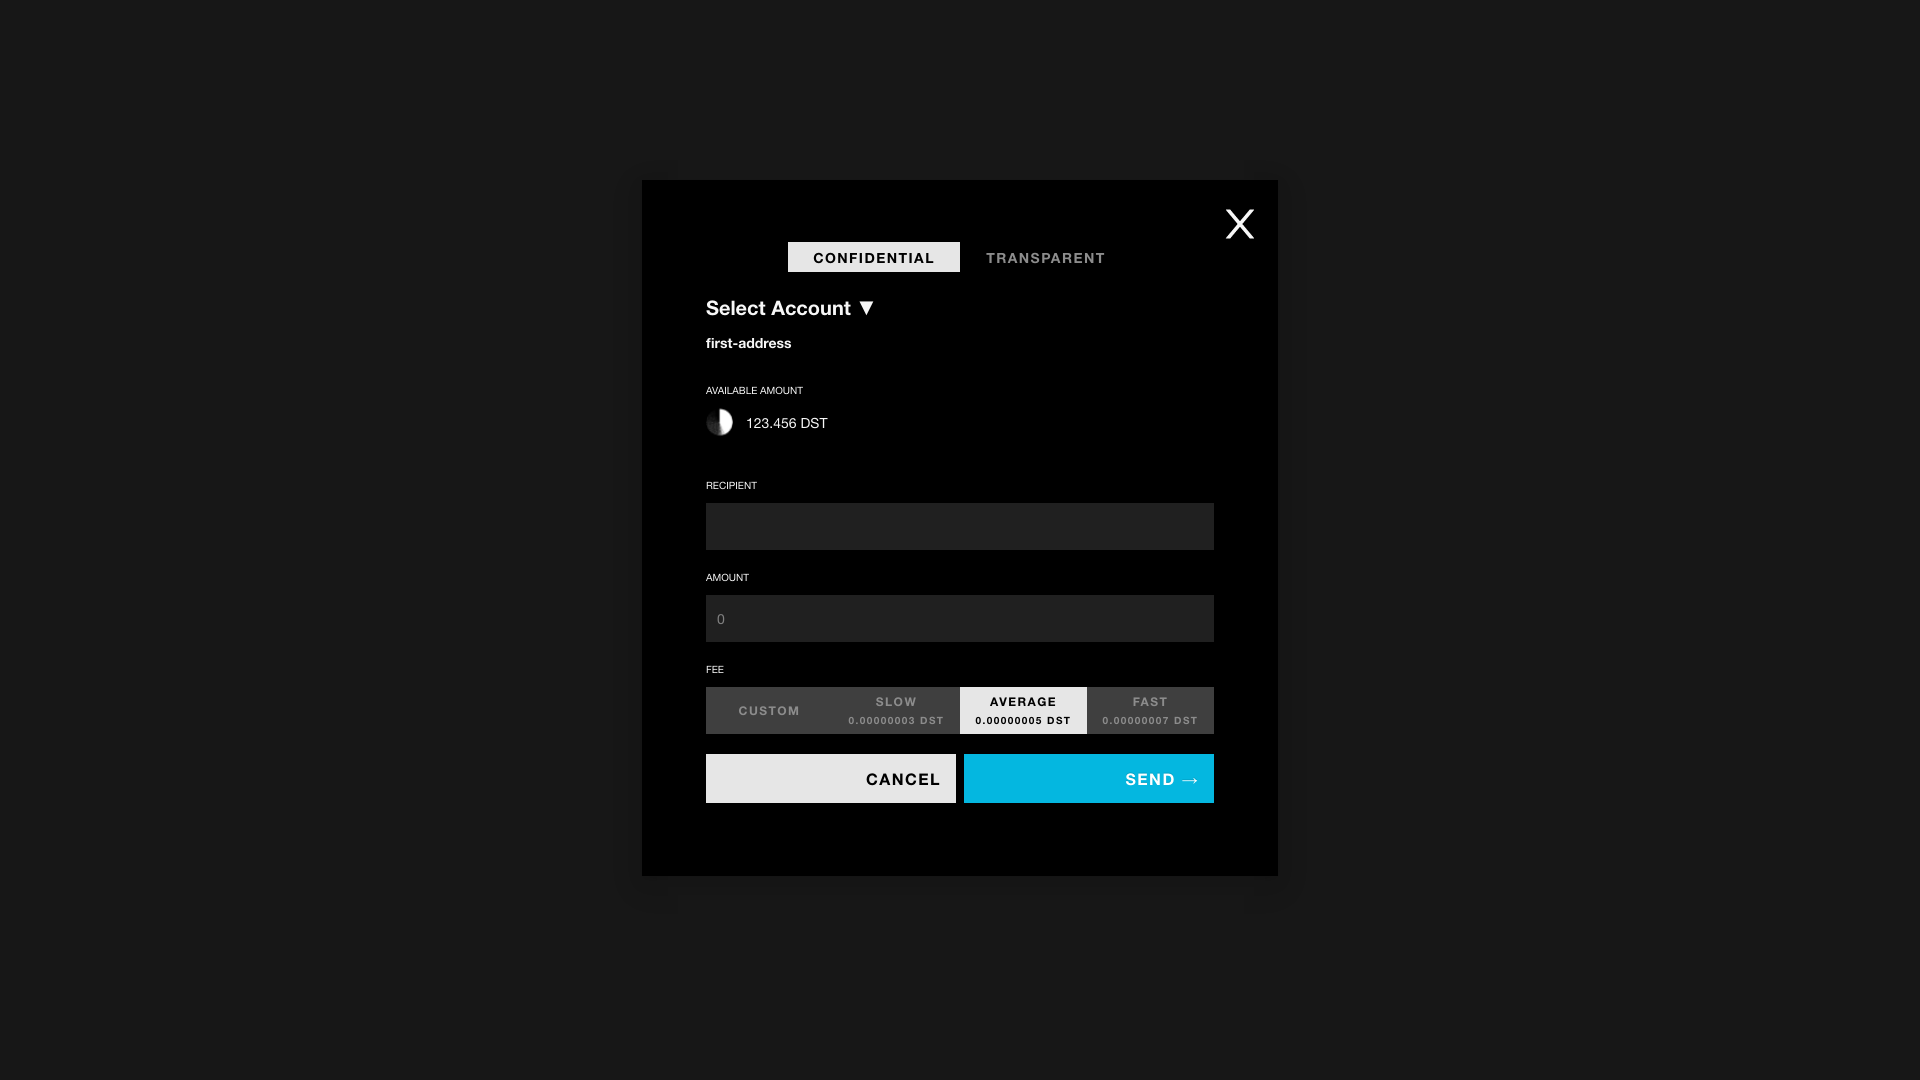 X
CONFIDENTIAL TRANSPARENT
Select Account ▼
first-address
AVAILABLE AMOUNT
123.456 DST
RECIPIENT
AMOUNT
0
FEE
CUSTOM
SLOW
0.00000003 DST
AVERAGE
0.00000005 DST
FAST
0.00000007 DST
CANCEL
SEND →